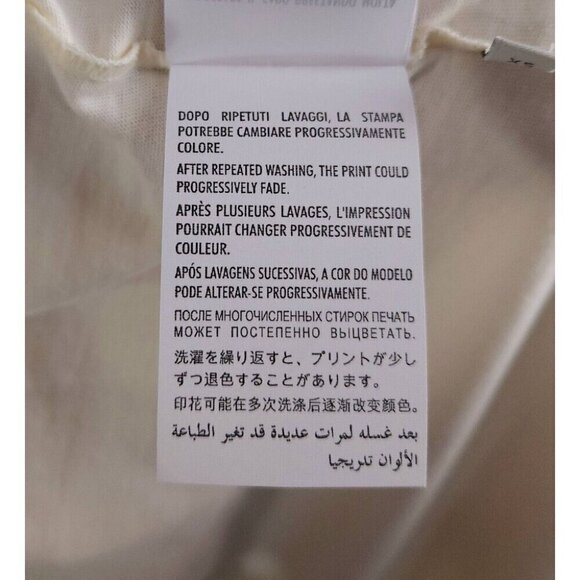 DOPO RIPETUTI LAVAGGI, LA STAMPA
POTREBBE CAMBIARE PROGRESSIVAMENTE
COLORE.
AFTER REPEATED WASHING, THE PRINT COULD
PROGRESSIVELY FADE.
APRÈS PLUSIEURS LAVAGES, L'IMPRESSION
POURRAIT CHANGER PROGRESSIVEMENT DE
COULEUR.
APÓS LAVAGENS SUCESSIVAS, A COR DO MODELO
PODE ALTERAR-SE PROGRESSIVAMENTE.
ПОСЛЕ МНОГОЧИСЛЕННЫХ СТИРОК ПЕЧАТЬ
МОЖЕТ ПОСТЕПЕННО ВЫЦВЕТАТЬ.
洗濯を繰り返すと、プリントが少し
ずつ退色することがあります。
印花可能在多次洗涤后逐渐改变颜色。
بعد غسله لمرات عديدة قد تغير الطباعة
الألوان تدريجيا
XS